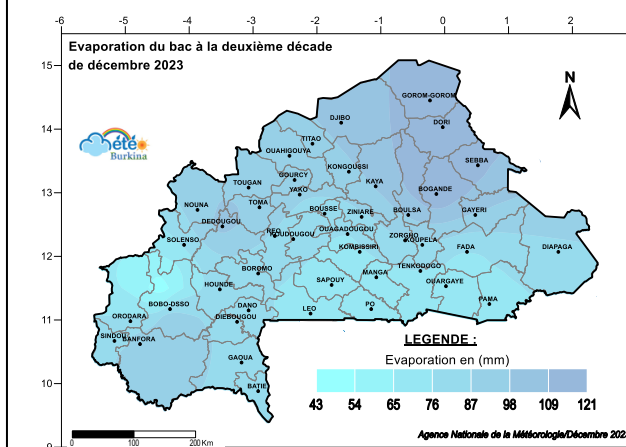 -6 -5 -4 -3 -2 -1 0 1 2
Evaporation du bac à la deuxième décade
de décembre 2023
15
N
GOROM-GOROM
DJIBO
DORI
14
TITAO
été
Burkina
OUAHIGOUYA
SEBBA
KONGOUSSI
GOURCY
KAYA
TOUGAN
YAKO
BOGANDE
13
NOUNA
TOMA
BOUSSE
ZINIARE
BOULSA
GAYERI
DEDOUGOU
REO
KOUDOUGOU
OUAGADOUGOU
ZORGHO
KOUPELA
SOLENSO
KOMBISSIRI
FADA
DIAPAGA
12
BOROMO
TENKODOGO
MANGA
HOUNDE
SAPOUY
OUARGAYE
BOBO-DSSO
DANO
LEO
PO
PAMA
ORODARA
DIEBOUGOU
11
SINDOU
BANFORA
LEGENDE :
GAOUA
Evaporation en (mm)
10
BATIE
43 54 65 76 87 98 109 121
0 100 200 Km
Agence Nationale de la Météorologie/Décembre 202
9